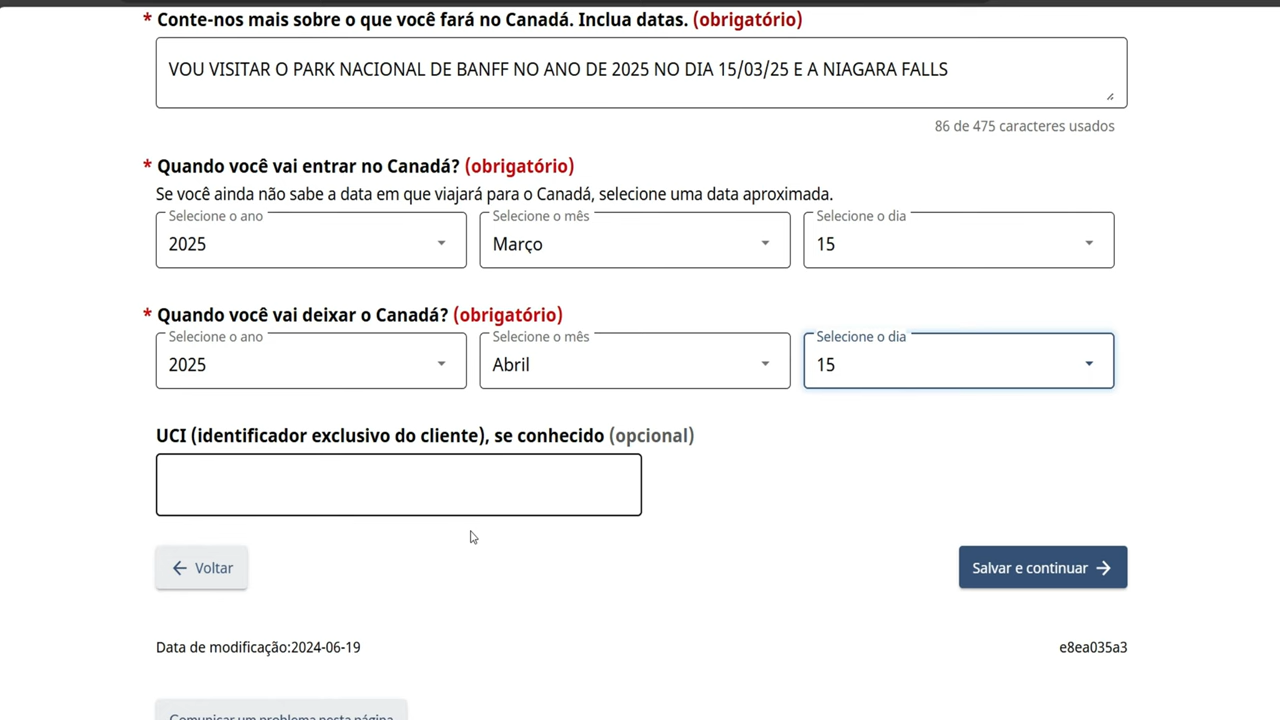 * Conte-nos mais sobre o que você fará no Canadá. Inclua datas. (obrigatório)
VOU VISITAR O PARK NACIONAL DE BANFF NO ANO DE 2025 NO DIA 15/03/25 E A NIAGARA FALLS
86 de 475 caracteres usados
* Quando você vai entrar no Canadá? (obrigatório)
Se você ainda não sabe a data em que viajará para o Canadá, selecione uma data aproximada.
Selecione o ano Selecione o mês Selecione o dia
2025 Março 15
* Quando você vai deixar o Canadá? (obrigatório)
Selecione o ano Selecione o mês Selecione o dia
2025 Abril 15
UCI (identificador exclusivo do cliente), se conhecido (opcional)
Voltar Salvar e continuar
Data de modificação:2024-06-19 e8ea035a3
Comunicar um problema nesta página